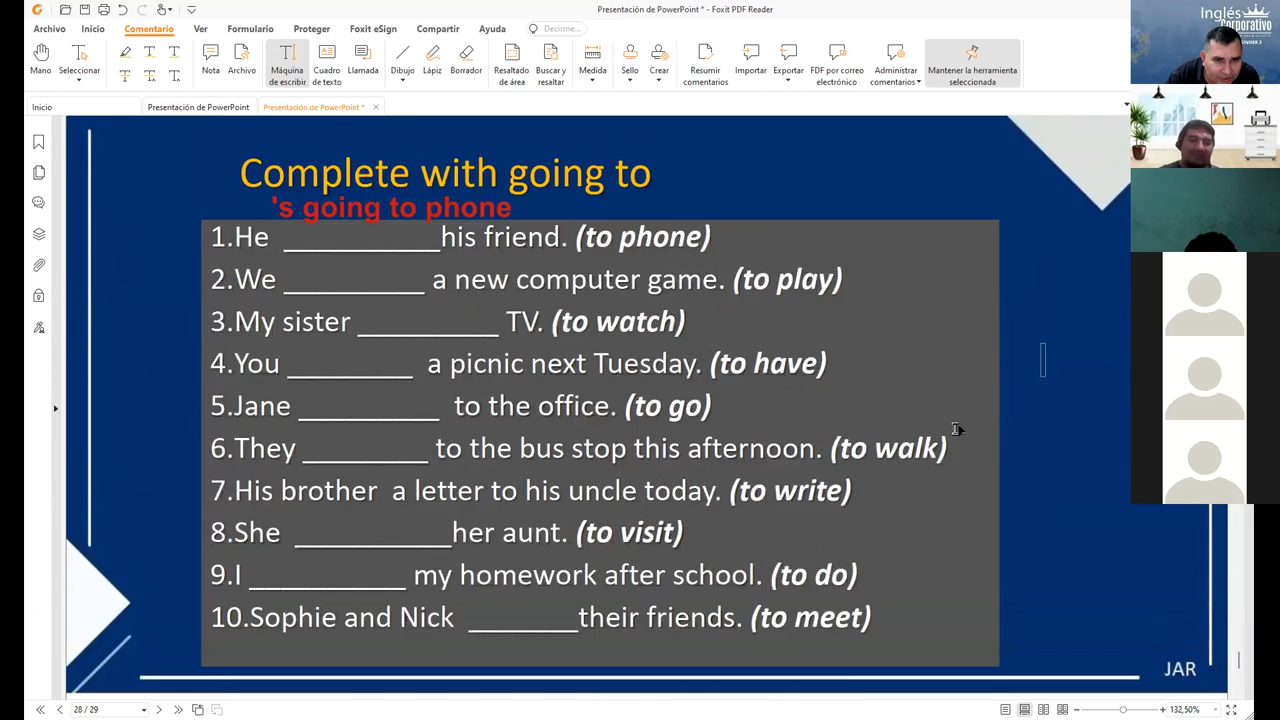 Presentación de PowerPoint * - Foxit PDF Reader
Archivo Inicio Comentario Ver Formulario Proteger Foxit eSign Compartir Ayuda Decirme...
Mano Seleccionar Nota Archivo Máquina de escribir Cuadro de texto Llamada Dibujo Lápiz Borrador Resaltado de área Buscar y resaltar Medida Sello Crear Resumir comentarios Importar Exportar PDF por correo electrónico Administrar comentarios Mantener la herramienta seleccionada
Inicio Presentación de PowerPoint Presentación de PowerPoint *
Inglés
Corporativo
Complete with going to
's going to phone
1.He ___________his friend. (to phone)
2.We __________ a new computer game. (to play)
3.My sister __________ TV. (to watch)
4.You _________ a picnic next Tuesday. (to have)
5.Jane __________ to the office. (to go)
6.They _________ to the bus stop this afternoon. (to walk)
7.His brother a letter to his uncle today. (to write)
8.She ___________her aunt. (to visit)
9.I ___________ my homework after school. (to do)
10.Sophie and Nick ________their friends. (to meet)
JAR
28 / 29
132,50%